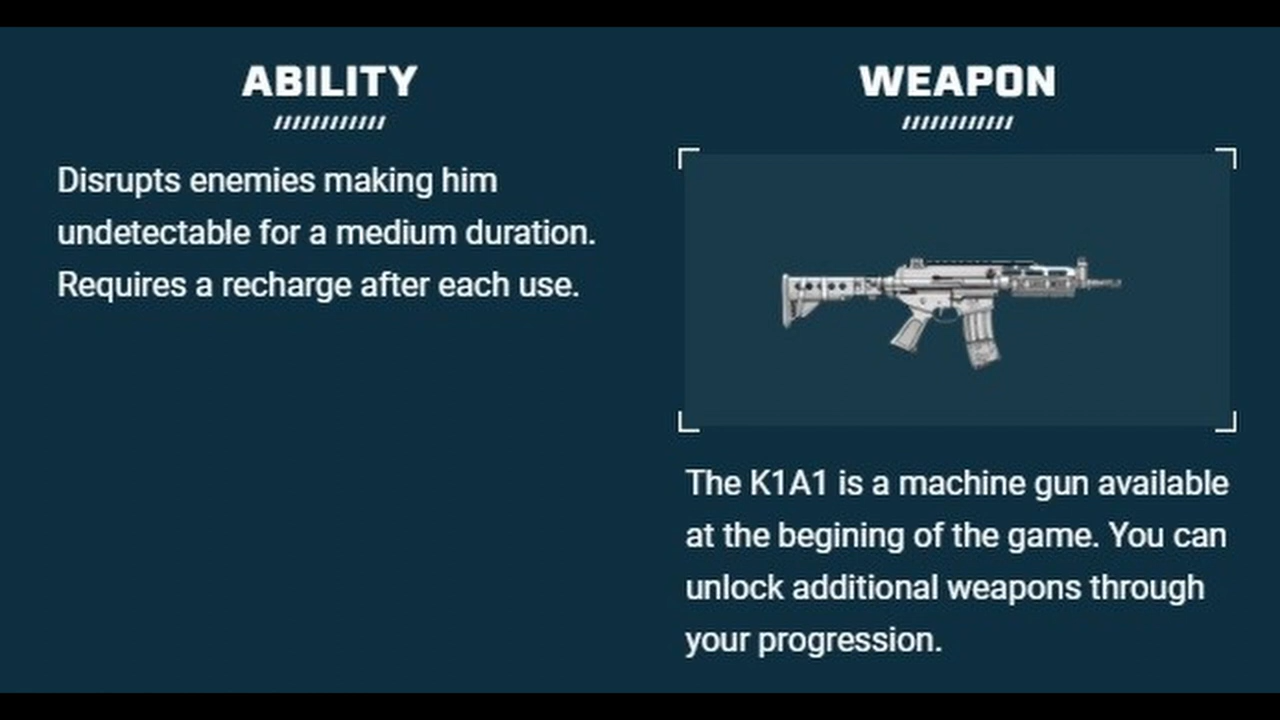 ABILITY
Disrupts enemies making him
undetectable for a medium duration.
Requires a recharge after each use.
WEAPON
The K1A1 is a machine gun available
at the begining of the game. You can
unlock additional weapons through
your progression.